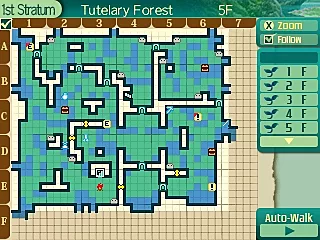 1st Stratum Tutelary Forest 5F
X Zoom
Follow
1 2 3 4 5 6 7
A
B
C
D
E
F
1 F
2 F
3 F
4 F
5 F
Auto-Walk